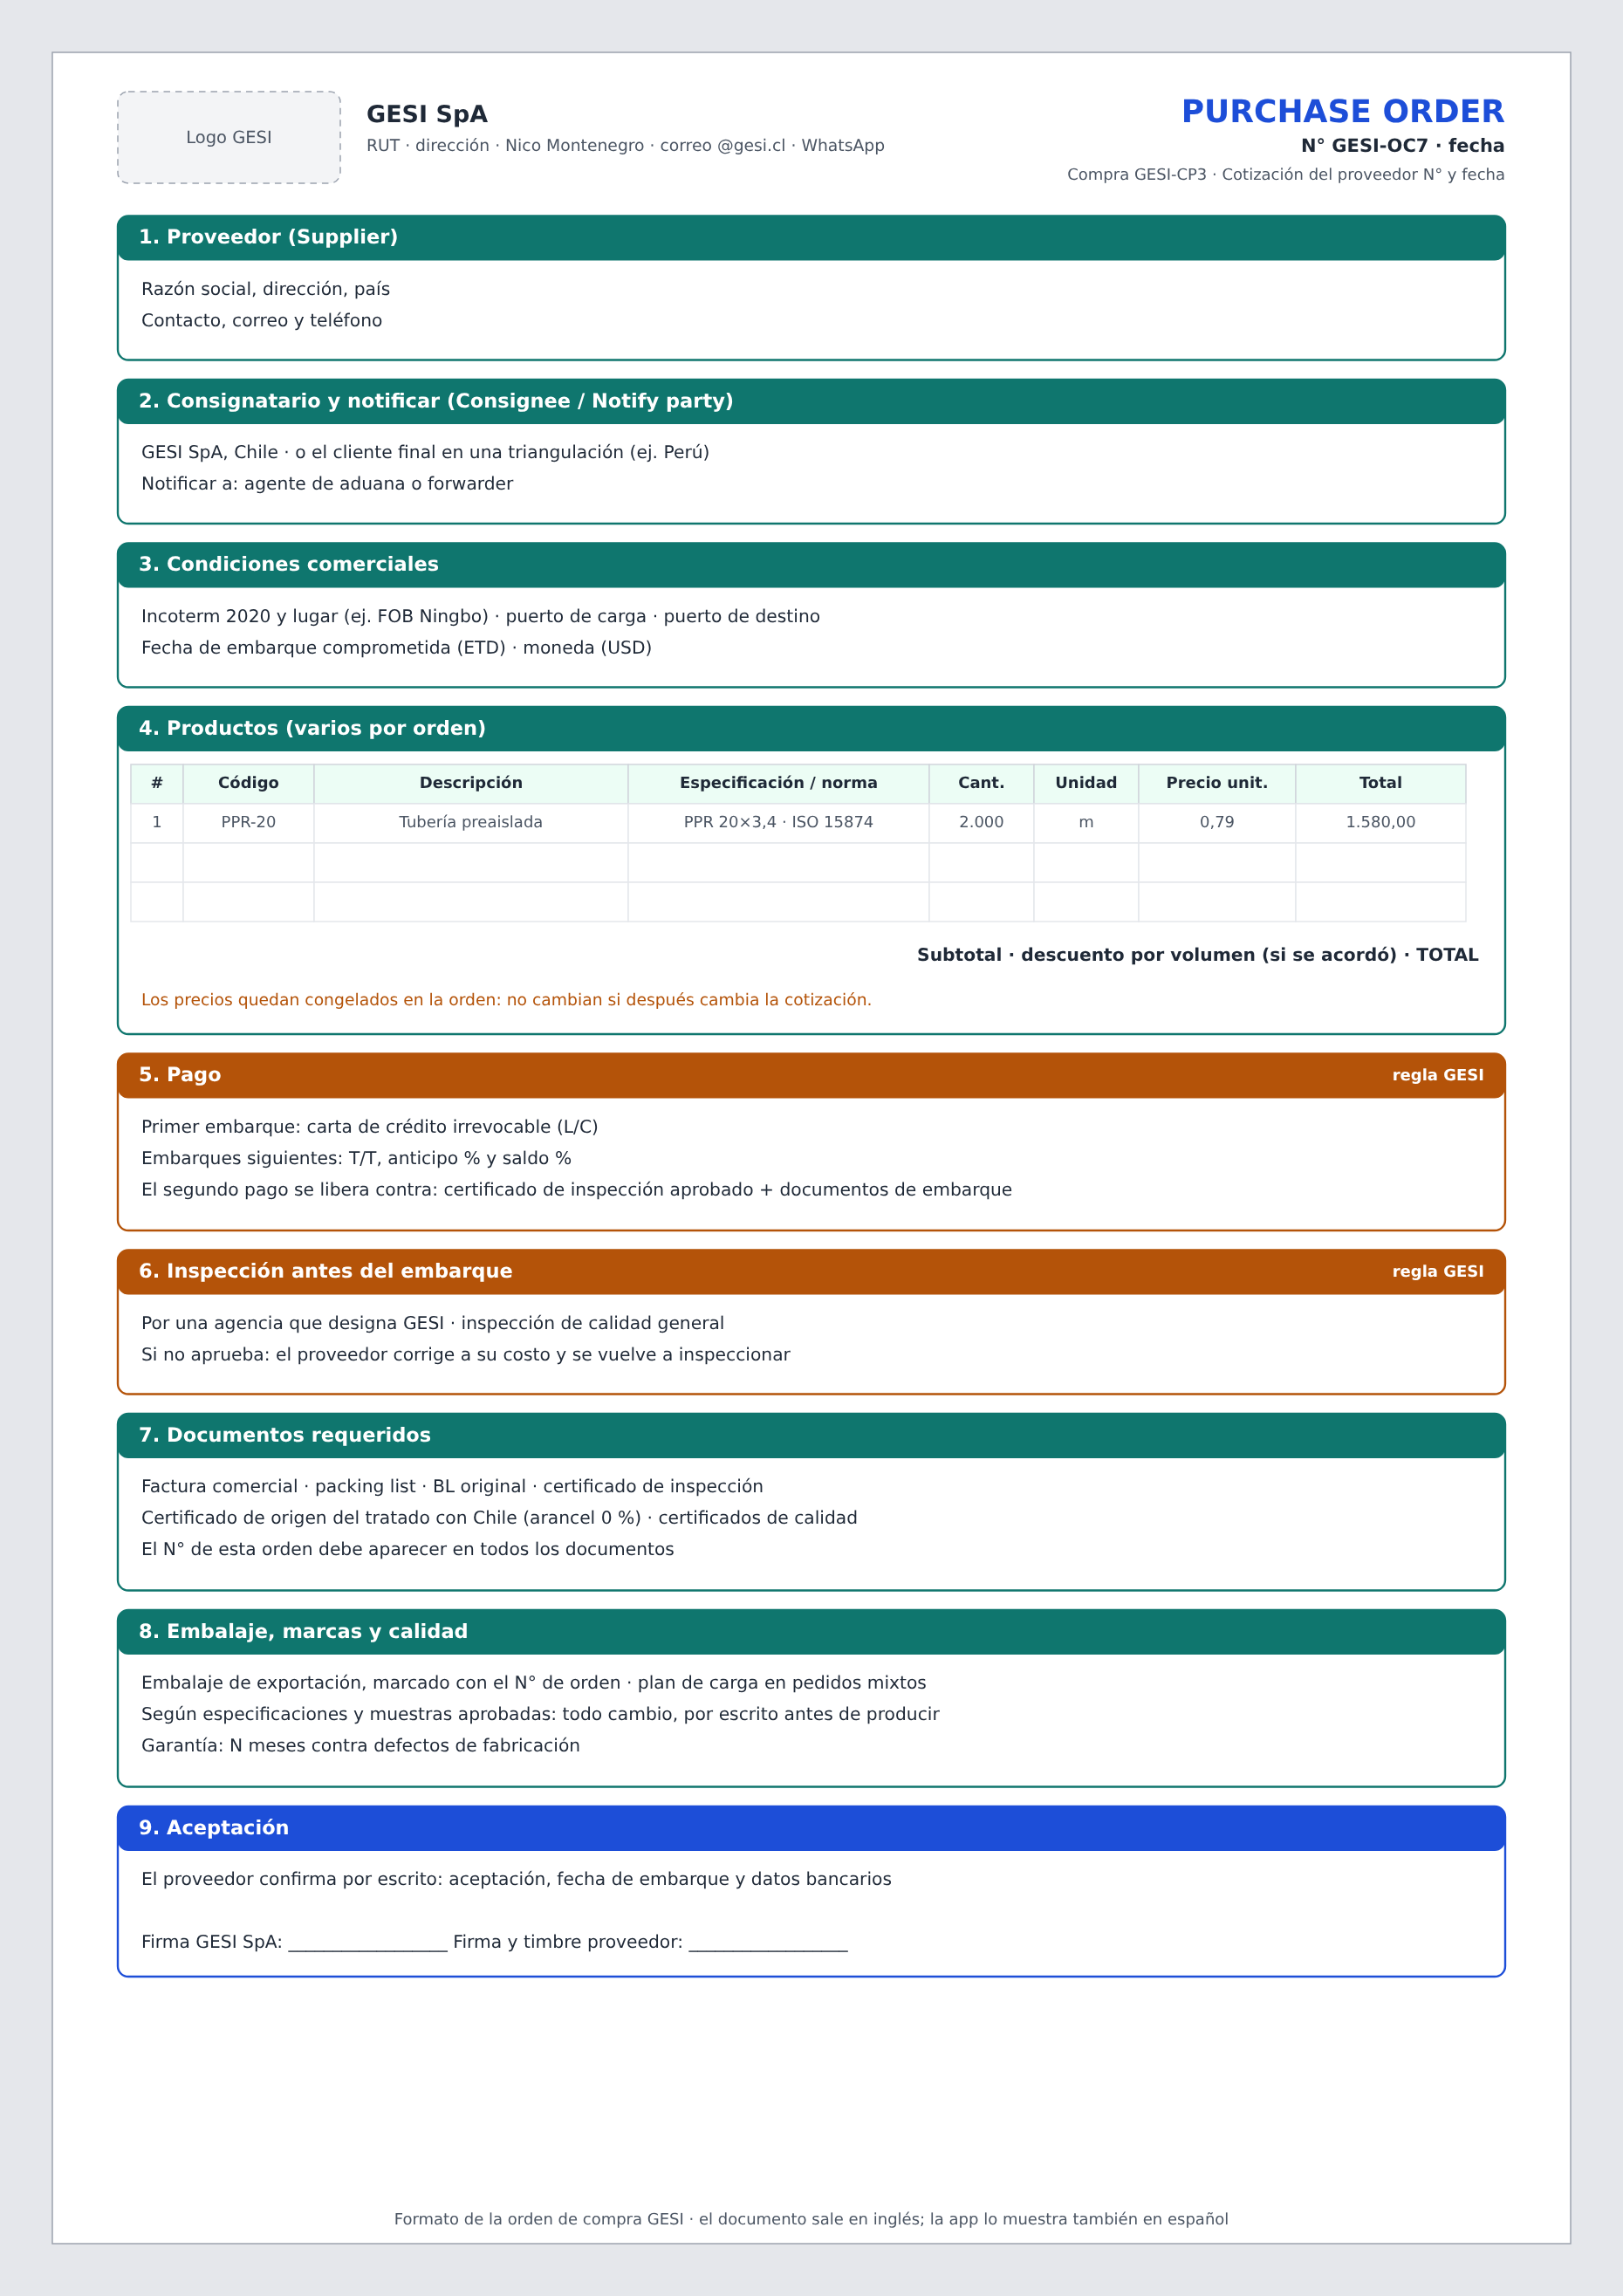 Logo GESI
GESI SpA
RUT · dirección · Nico Montenegro · correo @gesi.cl · WhatsApp
PURCHASE ORDER
N° GESI-OC7 · fecha
Compra GESI-CP3 · Cotización del proveedor N° y fecha
1. Proveedor (Supplier)
Razón social, dirección, país
Contacto, correo y teléfono
2. Consignatario y notificar (Consignee / Notify party)
GESI SpA, Chile · o el cliente final en una triangulación (ej. Perú)
Notificar a: agente de aduana o forwarder
3. Condiciones comerciales
Incoterm 2020 y lugar (ej. FOB Ningbo) · puerto de carga · puerto de destino
Fecha de embarque comprometida (ETD) · moneda (USD)
4. Productos (varios por orden)
# Código Descripción Especificación / norma Cant. Unidad Precio unit. Total
1 PPR-20 Tubería preaislada PPR 20×3,4 · ISO 15874 2.000 m 0,79 1.580,00
Subtotal · descuento por volumen (si se acordó) · TOTAL
Los precios quedan congelados en la orden: no cambian si después cambia la cotización.
5. Pago regla GESI
Primer embarque: carta de crédito irrevocable (L/C)
Embarques siguientes: T/T, anticipo % y saldo %
El segundo pago se libera contra: certificado de inspección aprobado + documentos de embarque
6. Inspección antes del embarque regla GESI
Por una agencia que designa GESI · inspección de calidad general
Si no aprueba: el proveedor corrige a su costo y se vuelve a inspeccionar
7. Documentos requeridos
Factura comercial · packing list · BL original · certificado de inspección
Certificado de origen del tratado con Chile (arancel 0 %) · certificados de calidad
El N° de esta orden debe aparecer en todos los documentos
8. Embalaje, marcas y calidad
Embalaje de exportación, marcado con el N° de orden · plan de carga en pedidos mixtos
Según especificaciones y muestras aprobadas: todo cambio, por escrito antes de producir
Garantía: N meses contra defectos de fabricación
9. Aceptación
El proveedor confirma por escrito: aceptación, fecha de embarque y datos bancarios
Firma GESI SpA: __________________ Firma y timbre proveedor: __________________
Formato de la orden de compra GESI · el documento sale en inglés; la app lo muestra también en español